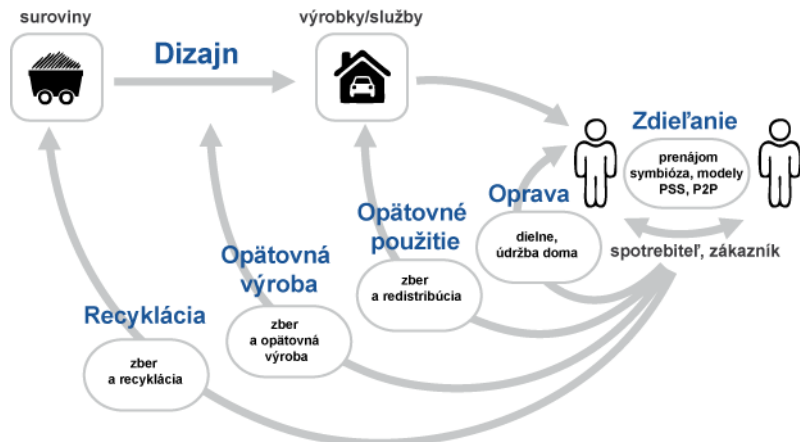 suroviny
výrobky/služby
Dizajn
Zdieľanie
prenájom
symbióza, modely
PSS, P2P
Oprava
dielne,
údržba doma
spotrebiteľ, zákazník
Opätovné
použitie
zber
a redistribúcia
Opätovná
výroba
zber
a opätovná
výroba
Recyklácia
zber
a recyklácia